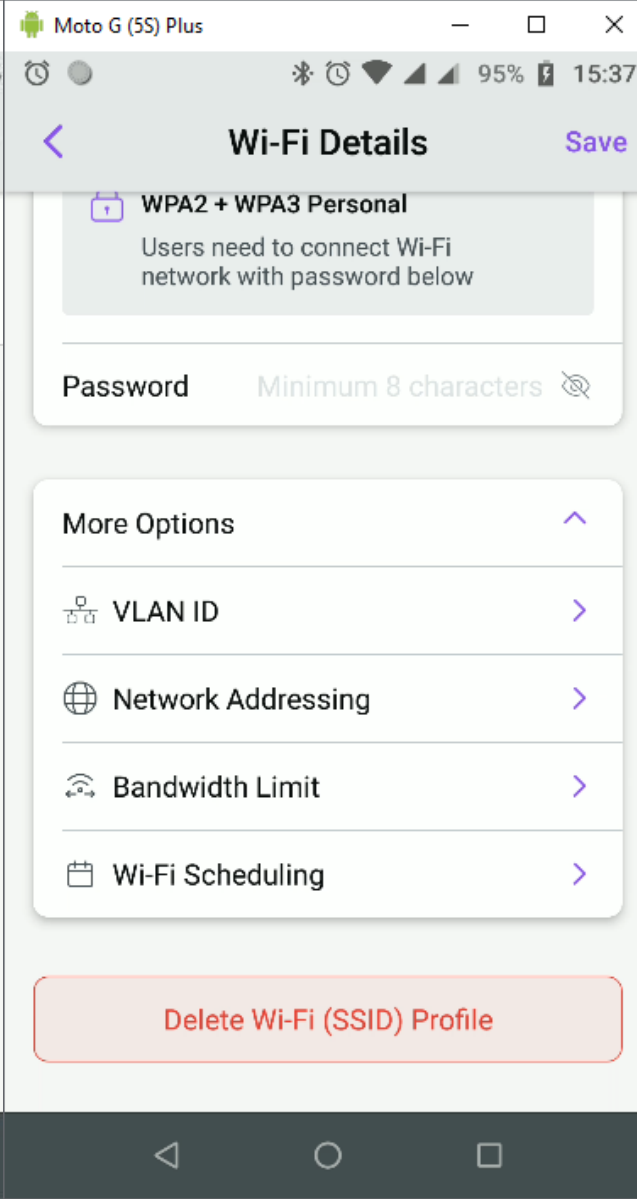 Moto G (5S) Plus
95% 15:37
Wi-Fi Details Save
WPA2 + WPA3 Personal
Users need to connect Wi-Fi
network with password below
Password Minimum 8 characters
More Options
VLAN ID
Network Addressing
Bandwidth Limit
Wi-Fi Scheduling
Delete Wi-Fi (SSID) Profile